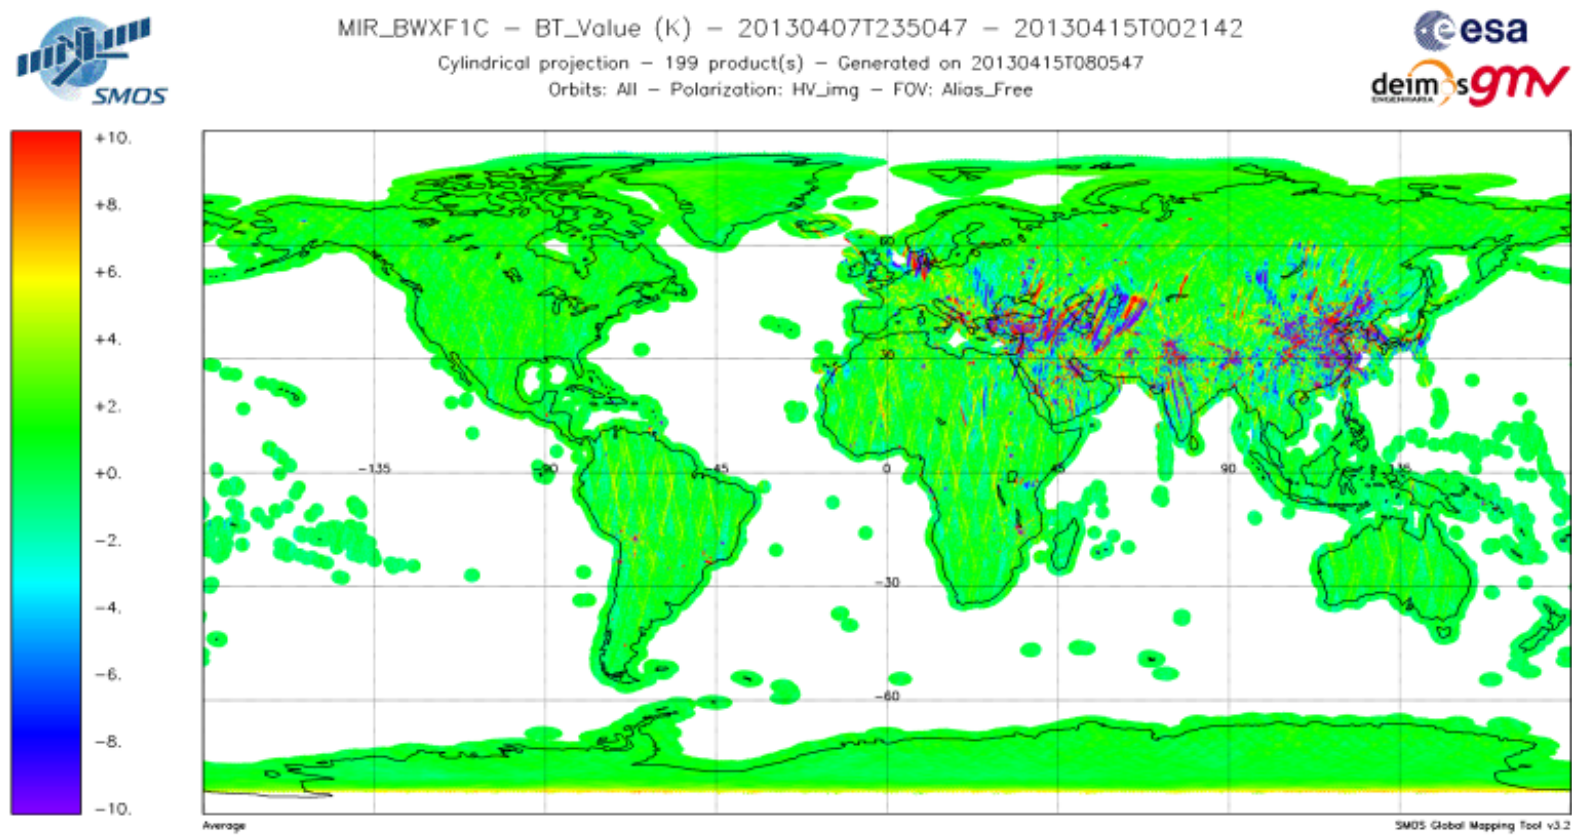 MIR_BWXF1C - BT_Value (K) - 20130407T235047 - 20130415T002142
Cylindrical projection - 199 product(s) - Generated on 20130415T080547
Orbits: All - Polarization: HV_img - FOV: Alias_Free
SMOS
esa
deimos
ENGENHARIA
gmv
+10.
+8.
+6.
+4.
+2.
+0.
-2.
-4.
-6.
-8.
-10.
30
-135
-90
-45
0
45
90
135
-30
-60
Average
SMOS Global Mapping Tool v3.2